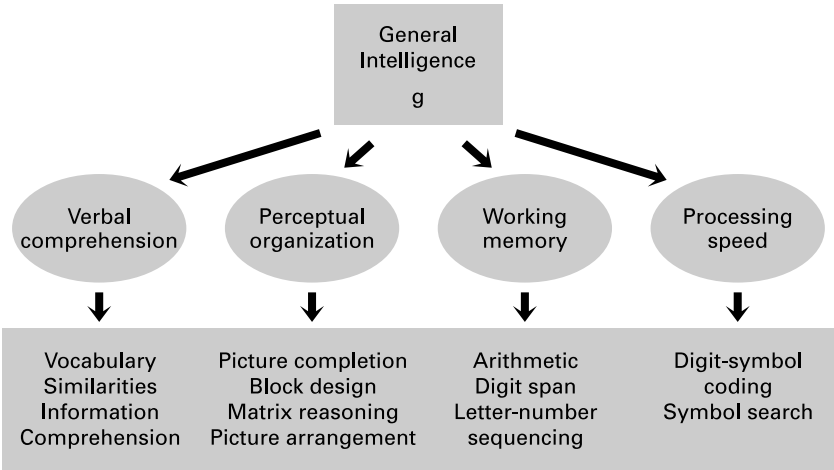 General
Intelligence
g
Verbal
comprehension
Perceptual
organization
Working
memory
Processing
speed
Vocabulary
Similarities
Information
Comprehension
Picture completion
Block design
Matrix reasoning
Picture arrangement
Arithmetic
Digit span
Letter-number
sequencing
Digit-symbol
coding
Symbol search